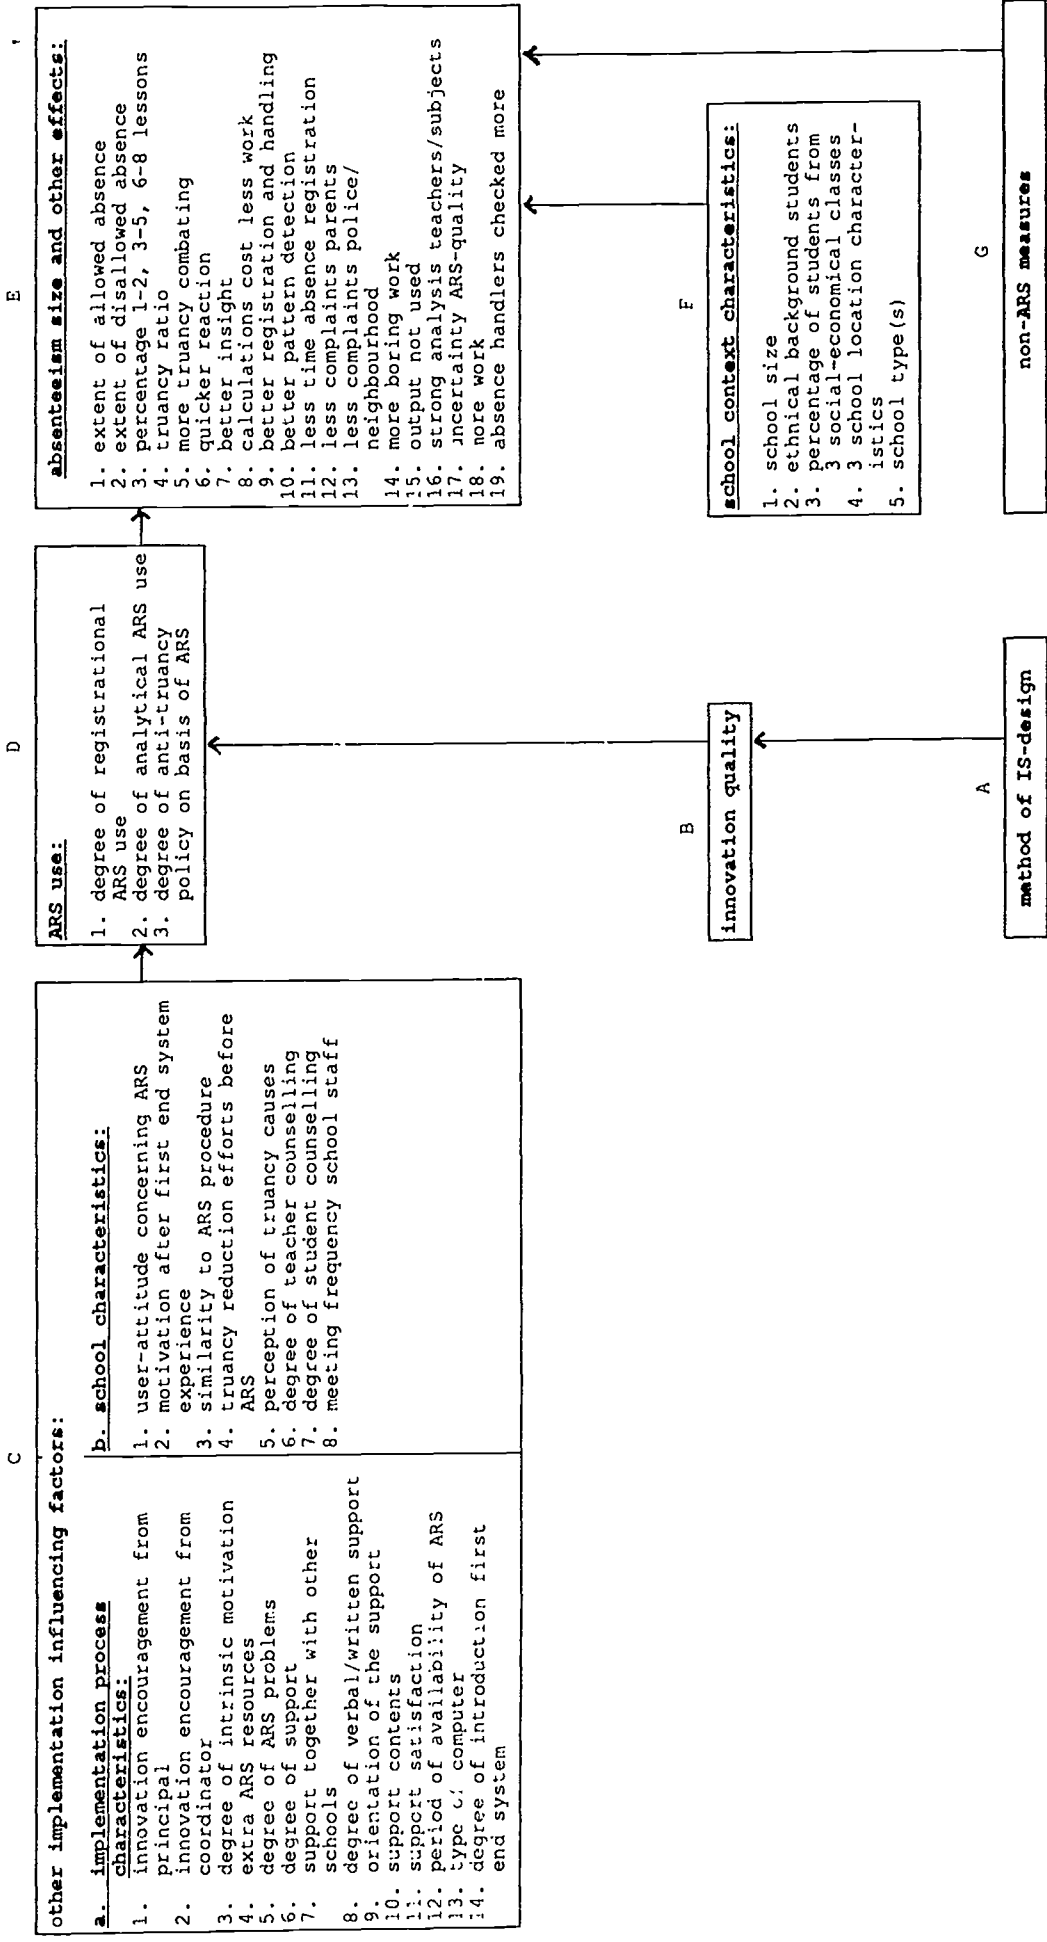 C
other implementation influencing factors:
a. implementation process
characteristics:
1. innovation encouragement from
principal
2. innovation encouragement from
coordinator
3. degree of intrinsic motivation
4. extra ARS resources
5. degree of ARS problems
6. degree of support
7. support together with other
schools
8. degree of verbal/written support
9. orientation of the support
10. support contents
11. support satisfaction
12. period of availability of ARS
13. type of computer
14. degree of introduction first
end system
b. school characteristics:
1. user-attitude concerning ARS
2. motivation after first end system
experience
3. similarity to ARS procedure
4. truancy reduction efforts before
ARS
5. perception of truancy causes
6. degree of teacher counselling
7. degree of student counselling
8. meeting frequency school staff
D
ARS use:
1. degree of registrational
ARS use
2. degree of analytical ARS use
3. degree of anti-truancy
policy on basis of ARS
E
absenteeism size and other effects:
1. extent of allowed absence
2. extent of disallowed absence
3. percentage 1-2, 3-5, 6-8 lessons
4. truancy ratio
5. more truancy combating
6. quicker reaction
7. better insight
8. calculations cost less work
9. better registration and handling
10. better pattern detection
11. less time absence registration
12. less complaints parents
13. less complaints police/
neighbourhood
14. more boring work
15. output not used
16. strong analysis teachers/subjects
17. uncertainty ARS-quality
18. more work
19. absence handlers checked more
B
innovation quality
A
method of IS-design
F
school context characteristics:
1. school size
2. ethnical background students
3. percentage of students from
3 social-economical classes
4. 3 school location character-
istics
5. school type(s)
G
non-ARS measures